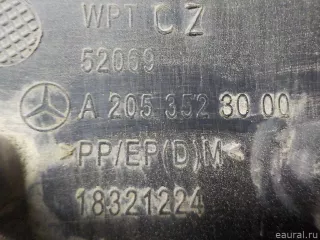 WPT CZ
52069
A 205 352 30 00
>PP/EP(D)M<
18321224
© eaural.ru